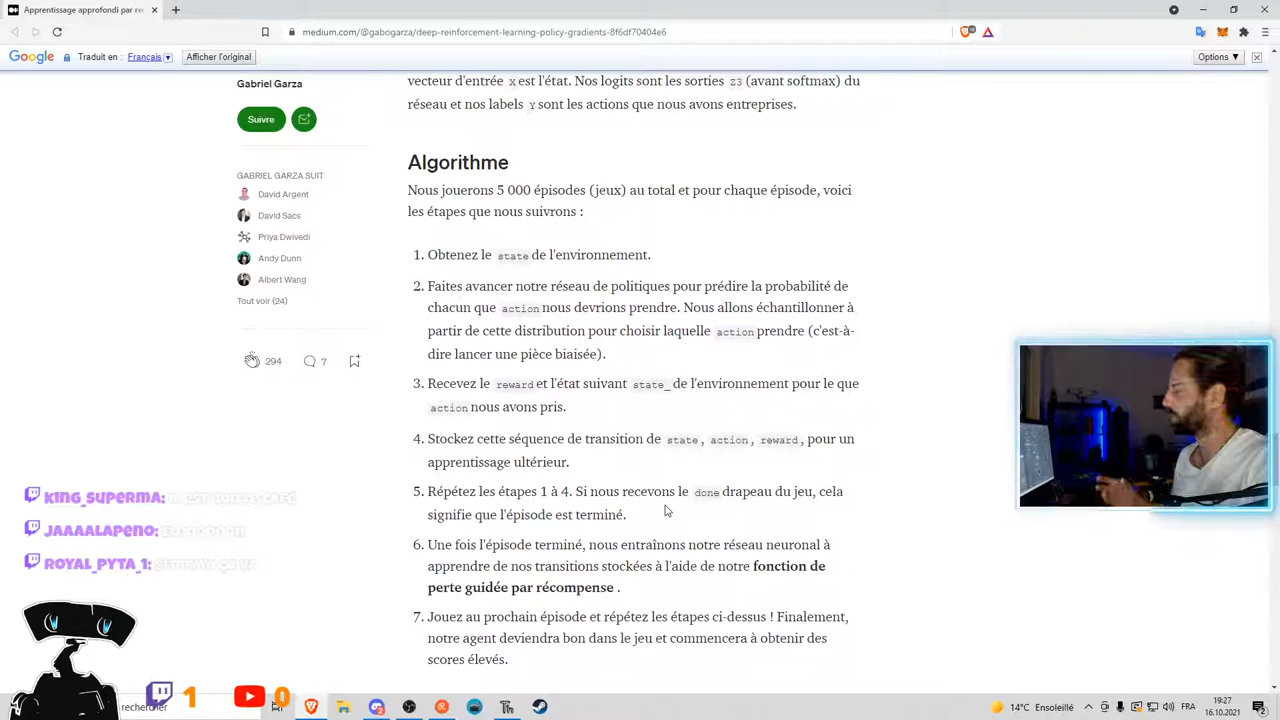 Apprentissage approfondi par re
medium.com/@gabogarza/deep-reinforcement-learning-policy-gradients-8f6df70404e6
Google Traduit en : Français Afficher l'original Options ▼
vecteur d'entrée x est l'état. Nos logits sont les sorties z3 (avant softmax) du
réseau et nos labels Y sont les actions que nous avons entreprises.
Gabriel Garza
Suivre
GABRIEL GARZA SUIT
David Argent
David Sacs
Priya Dwivedi
Andy Dunn
Albert Wang
Tout voir (24)
294 7
Algorithme
Nous jouerons 5 000 épisodes (jeux) au total et pour chaque épisode, voici
les étapes que nous suivrons :
1. Obtenez le state de l'environnement.
2. Faites avancer notre réseau de politiques pour prédire la probabilité de
chacun que action nous devrions prendre. Nous allons échantillonner à
partir de cette distribution pour choisir laquelle action prendre (c'est-à-
dire lancer une pièce biaisée).
3. Recevez le reward et l'état suivant state_ de l'environnement pour le que
action nous avons pris.
4. Stockez cette séquence de transition de state , action , reward , pour un
apprentissage ultérieur.
5. Répétez les étapes 1 à 4. Si nous recevons le done drapeau du jeu, cela
signifie que l'épisode est terminé.
6. Une fois l'épisode terminé, nous entraînons notre réseau neuronal à
apprendre de nos transitions stockées à l'aide de notre fonction de
perte guidée par récompense .
7. Jouez au prochain épisode et répétez les étapes ci-dessus ! Finalement,
notre agent deviendra bon dans le jeu et commencera à obtenir des
scores élevés.
King_Superma:
Jaaaalapeno:
Royal_Pyta_1:
1 0
rechercher
14°C Ensoleillé FR 19:27
16.10.2021 2